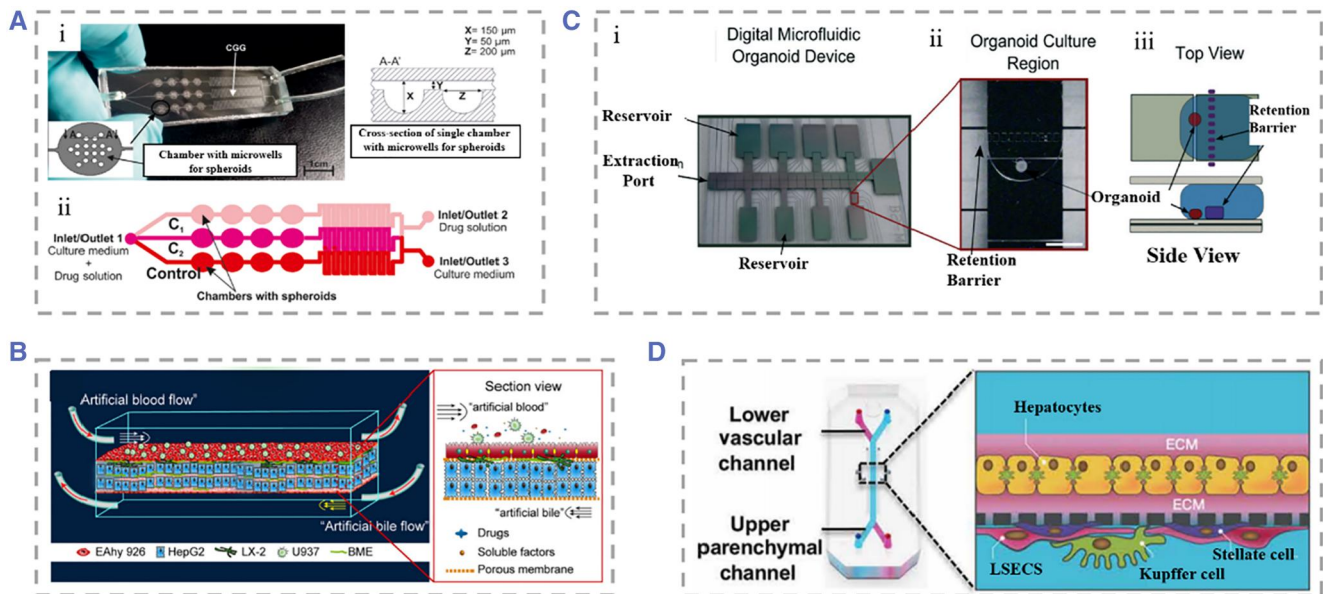 A
i
CGG
A A'
1cm
Chamber with microwells
for spheroids
X= 150 µm
Y= 50 µm
Z= 200 µm
A-A'
X
Y
Z
Cross-section of single chamber
with microwells for spheroids
ii
Inlet/Outlet 1
Culture medium
+
Drug solution
C1
C2
Control
Chambers with spheroids
Inlet/Outlet 2
Drug solution
Inlet/Outlet 3
Culture medium
C
i
Digital Microfluidic
Organoid Device
Reservoir
Extraction
Port
Reservoir
ii
Organoid Culture
Region
Retention
Barrier
iii
Top View
Retention
Barrier
Organoid
Side View
B
Artificial blood flow"
"Artificial bile flow"
EAhy 926
HepG2
LX-2
U937
BME
Section view
"artificial blood"
"artificial bile"
Drugs
Soluble factors
Porous membrane
D
Lower
vascular
channel
Upper
parenchymal
channel
Hepatocytes
ECM
ECM
LSECS
Kupffer cell
Stellate cell